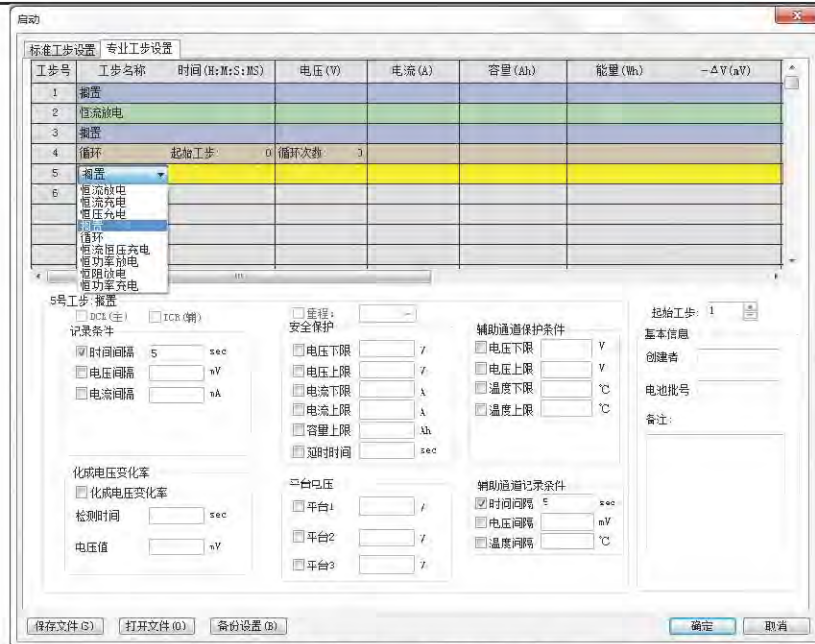 启动
标准工步设置 专业工步设置
工步号 工步名称 时间(H:M:S:MS) 电压(V) 电流(A) 容量(Ah) 能量(Wh) -ΔV(mV)
1 搁置
2 恒流放电
3 搁置
4 循环 起始工步 0 循环次数 0
5 搁置
6
恒流放电
恒流充电
恒压充电
搁置
循环
恒流恒压充电
恒功率放电
恒阻放电
恒功率充电
5号工步:搁置
DCR(主) ICR(辅)
记录条件
时间间隔 5 sec
电压间隔 mV
电流间隔 mA
化成电压变化率
化成电压变化率
检测时间 sec
电压值 mV
量程:
安全保护
电压下限 V
电压上限 V
电流下限 A
电流上限 A
容量上限 Ah
延时时间 sec
平台电压
平台1 V
平台2 V
平台3 V
辅助通道保护条件
电压下限 V
电压上限 V
温度下限 ℃
温度上限 ℃
辅助通道记录条件
时间间隔 5 sec
电压间隔 mV
温度间隔 ℃
起始工步: 1
基本信息
创建者
电池批号
备注:
保存文件(S) 打开文件(O) 备份设置(B) 确定 取消